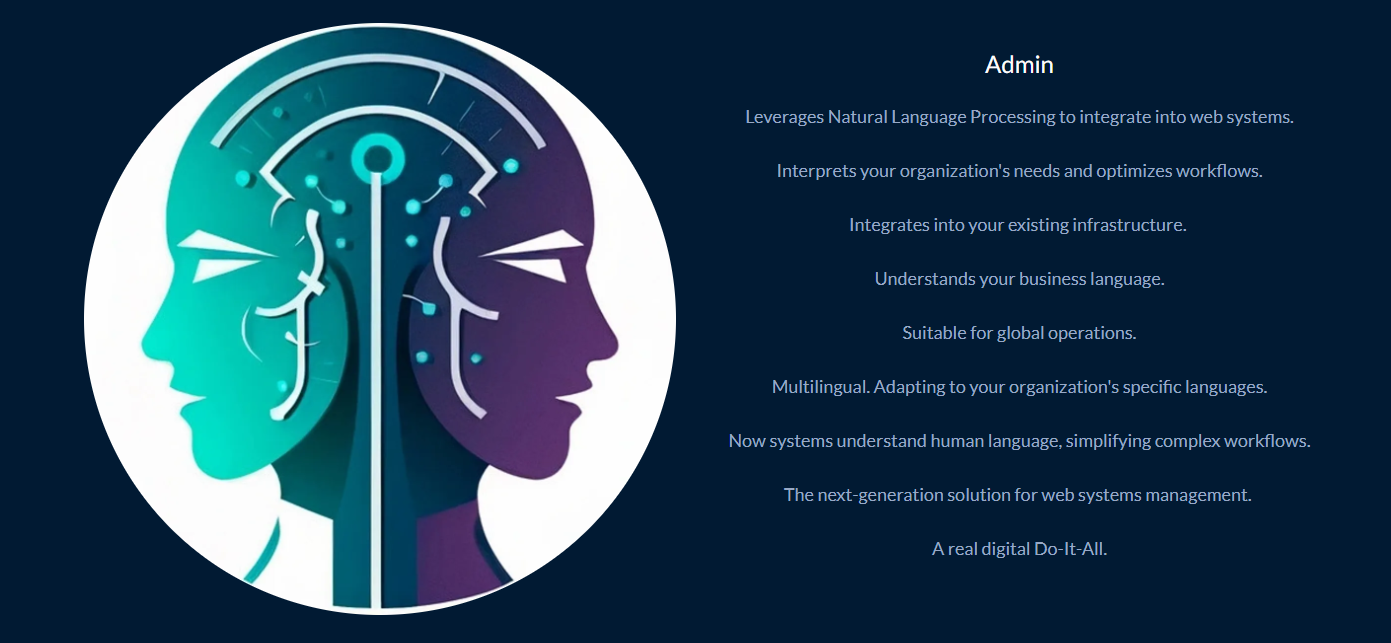 Admin
Leverages Natural Language Processing to integrate into web systems.
Interprets your organization's needs and optimizes workflows.
Integrates into your existing infrastructure.
Understands your business language.
Suitable for global operations.
Multilingual. Adapting to your organization's specific languages.
Now systems understand human language, simplifying complex workflows.
The next-generation solution for web systems management.
A real digital Do-It-All.